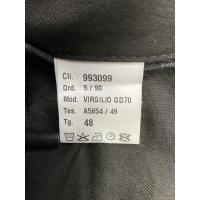 Cli. 993099
Ord. 5 / 90
Mod. VIRGILIO GD70
Tes. A5654 / 49
Tg. 48